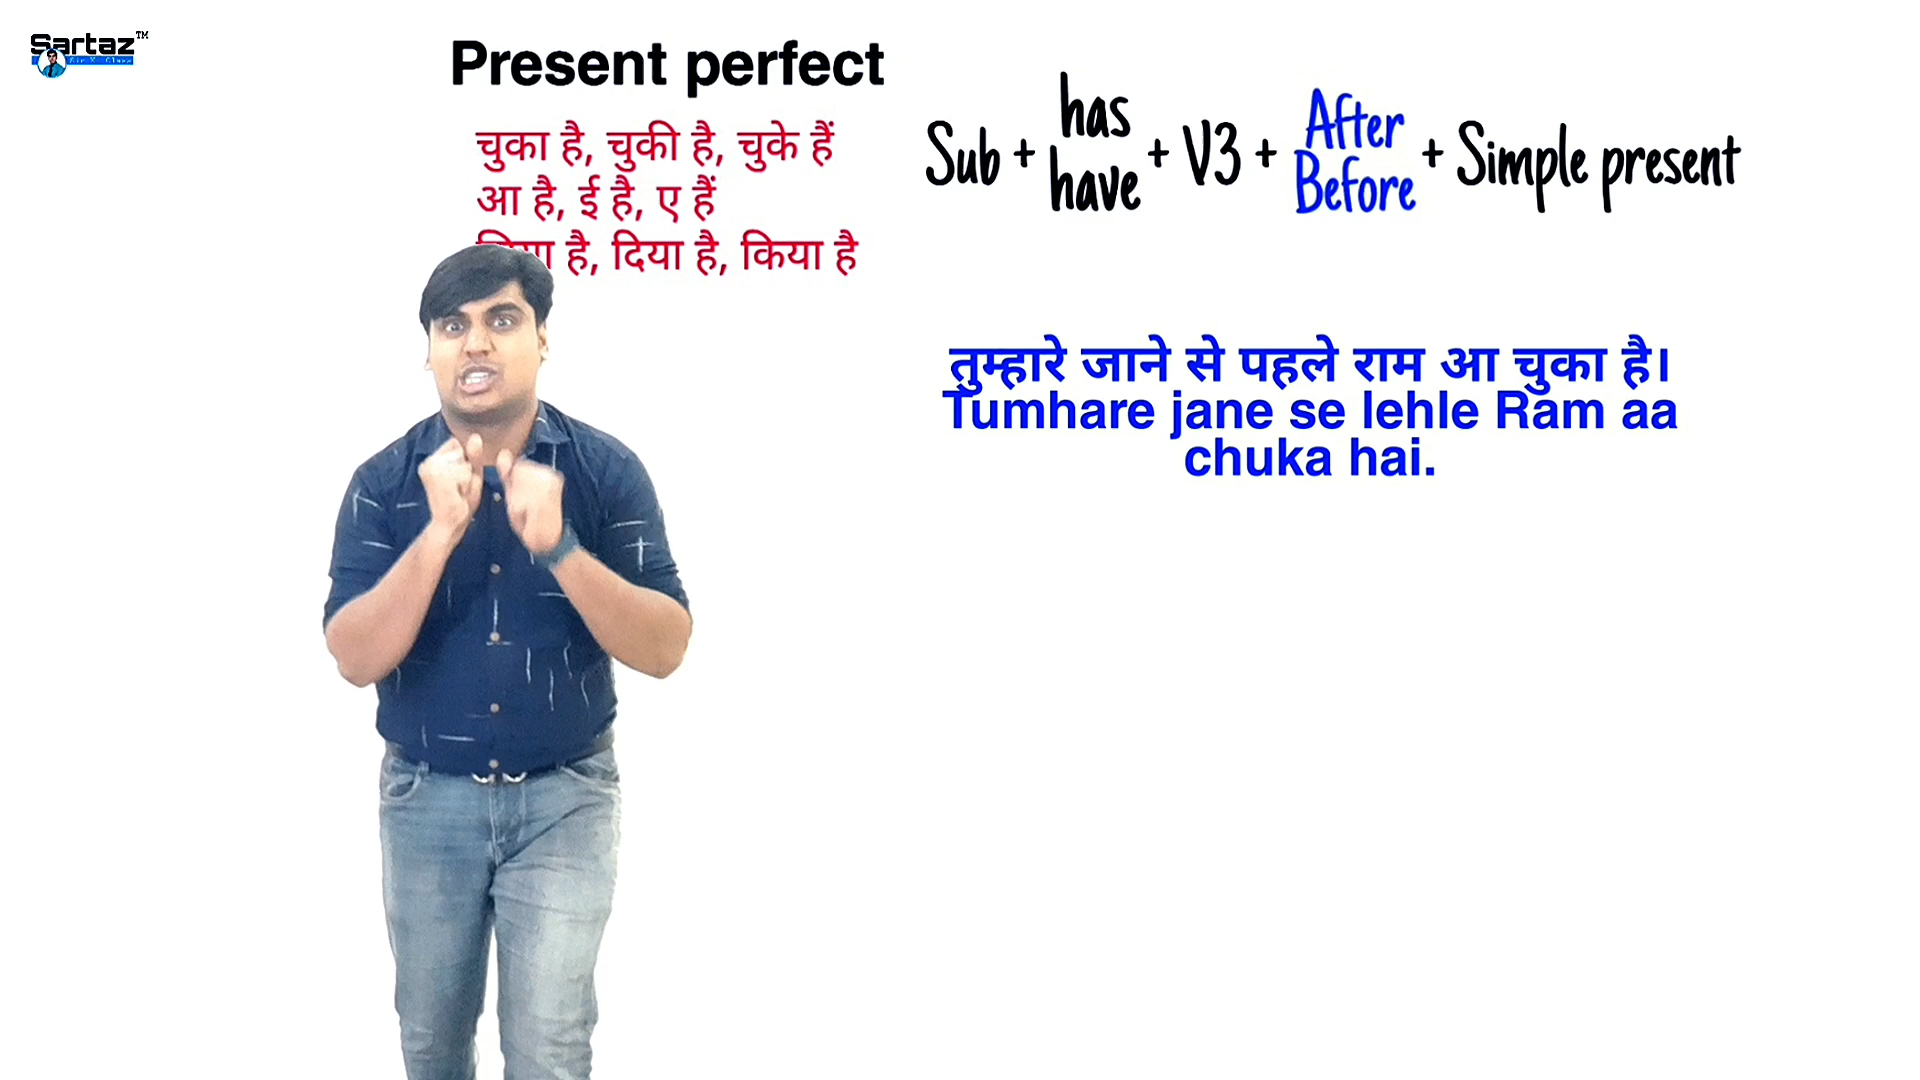 Sartaz™
Present perfect
चुका है, चुकी है, चुके हैं
आ है, ई है, ए हैं
है, दिया है, किया है
has
Sub + have + V3 + After Before + Simple present
तुम्हारे जाने से पहले राम आ चुका है।
Tumhare jane se lehle Ram aa
chuka hai.